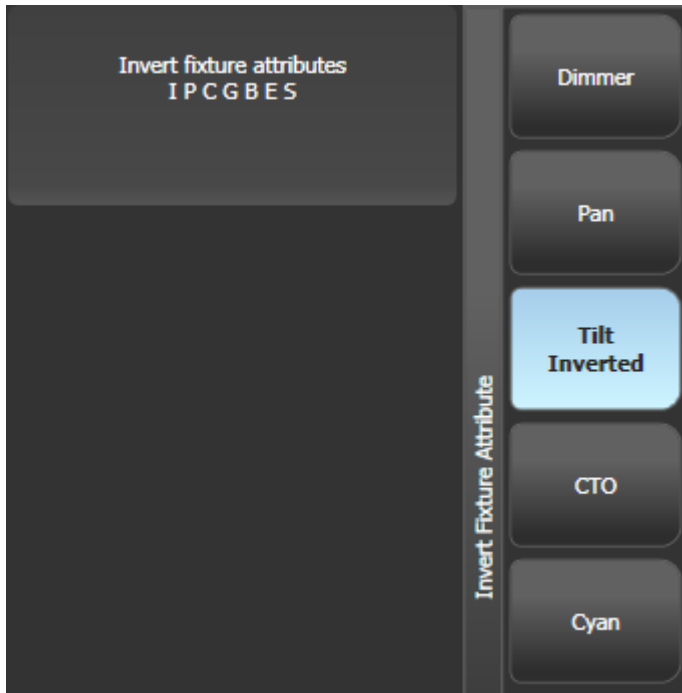 Invert fixture attributes
I P C G B E S
Invert Fixture Attribute
Dimmer
Pan
Tilt
Inverted
CTO
Cyan